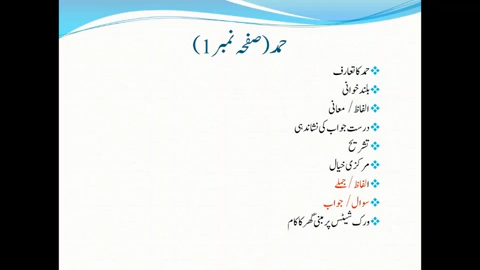 حمد (صفحہ نمبر 1)
حمد کا تعارف
بلند خوانی
الفاظ / معانی
درست جواب کی نشاندہی
تشریح
مرکزی خیال
الفاظ / جملے
سوال / جواب
ورک شیٹس پر مبنی گھر کا کام